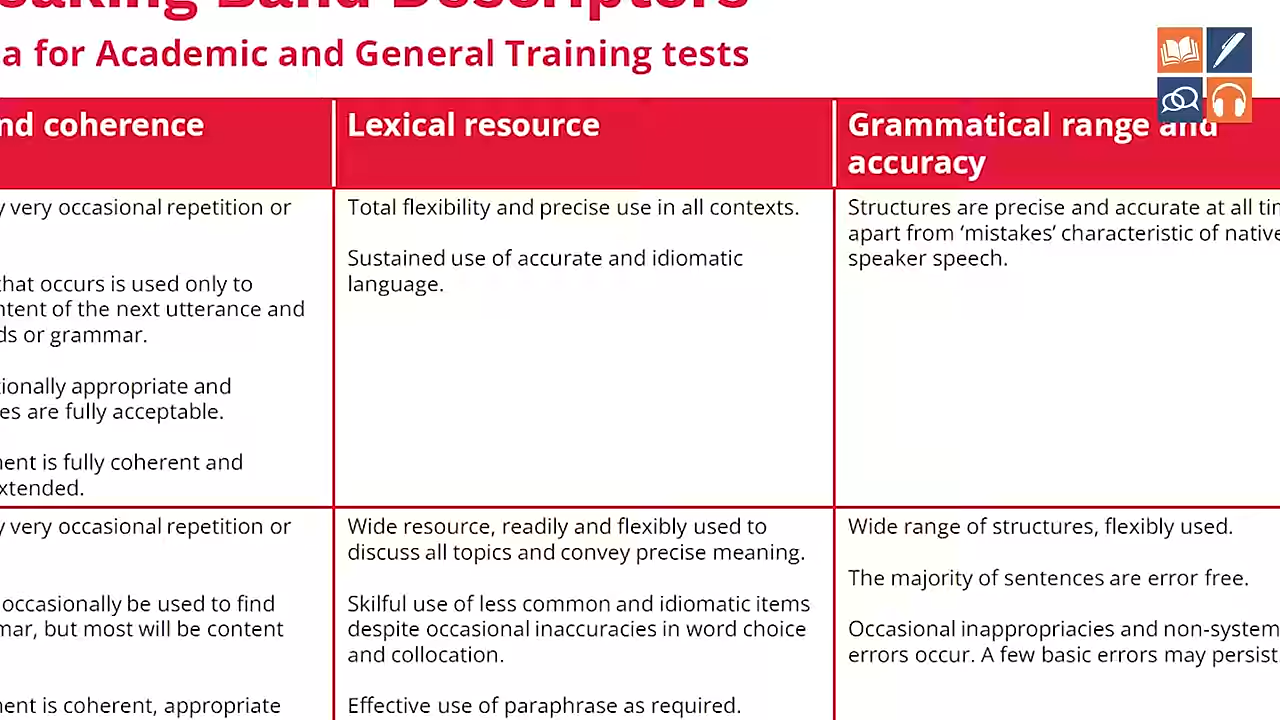 a for Academic and General Training tests
nd coherence
Lexical resource
Grammatical range and
accuracy
y very occasional repetition or
hat occurs is used only to
ntent of the next utterance and
ds or grammar.
ionally appropriate and
es are fully acceptable.
ent is fully coherent and
xtended.
Total flexibility and precise use in all contexts.
Sustained use of accurate and idiomatic
language.
Structures are precise and accurate at all
apart from ‘mistakes’ characteristic of native
speaker speech.
y very occasional repetition or
occasionally be used to find
mar, but most will be content
ent is coherent, appropriate
Wide resource, readily and flexibly used to
discuss all topics and convey precise meaning.
Skilful use of less common and idiomatic items
despite occasional inaccuracies in word choice
and collocation.
Effective use of paraphrase as required.
Wide range of structures, flexibly used.
The majority of sentences are error free.
Occasional inappropriacies and non-system
errors occur. A few basic errors may persist.